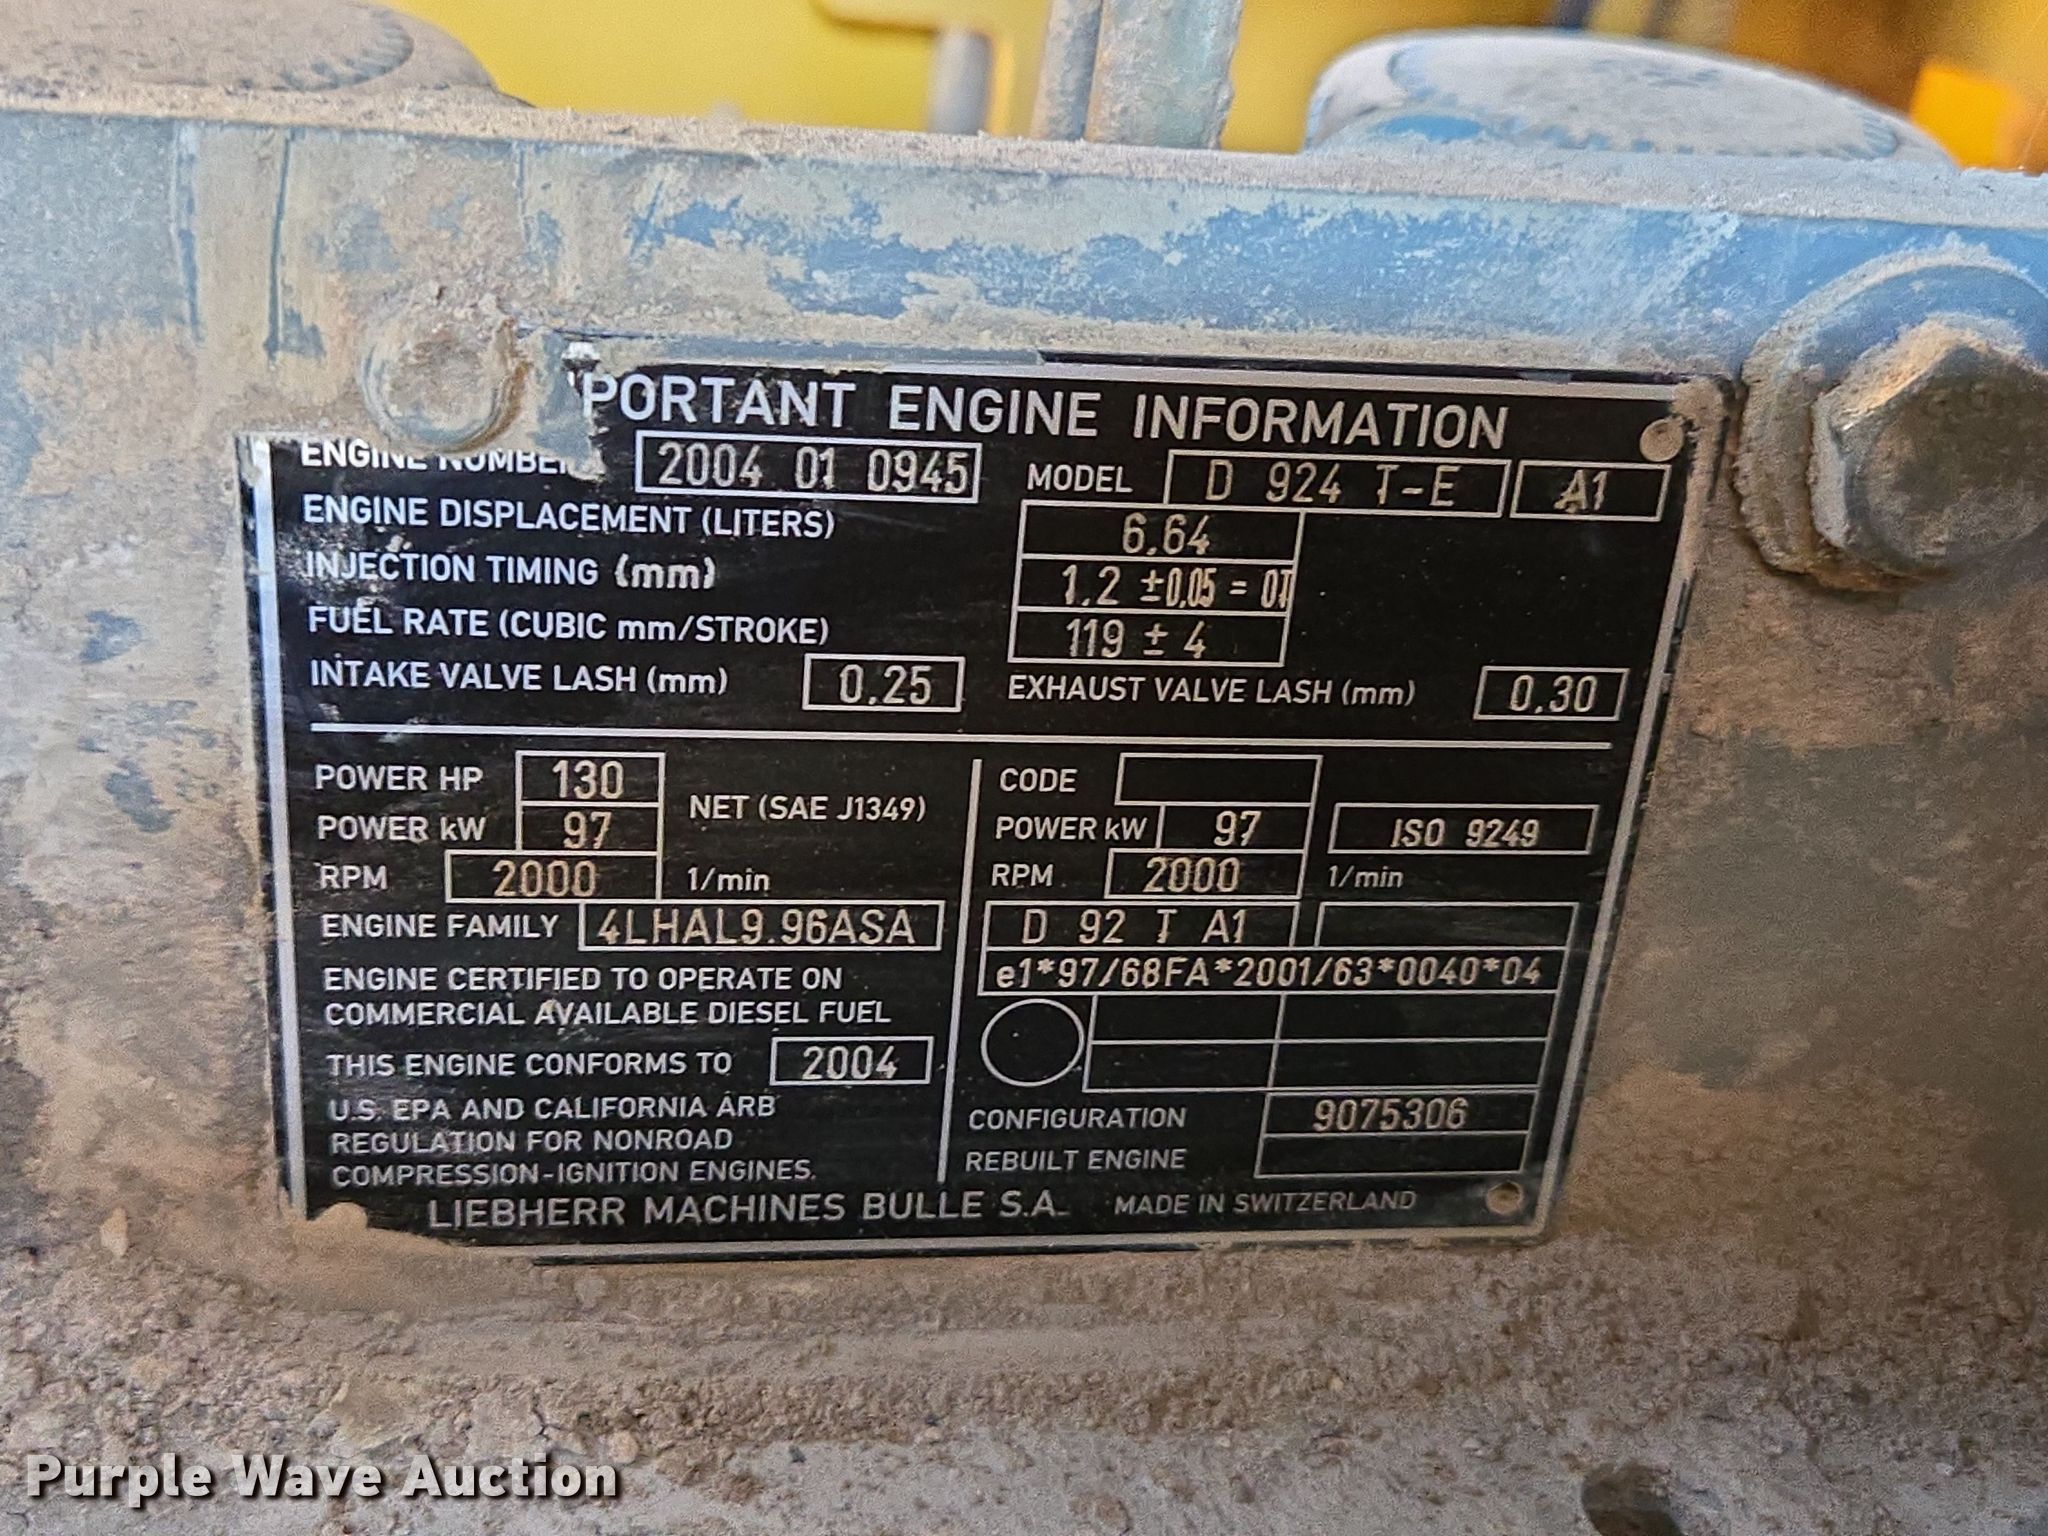 PORTANT ENGINE INFORMATION
ENGINE NUMBER 2004 01 0945 MODEL D 924 T-E A1
ENGINE DISPLACEMENT (LITERS) 6.64
INJECTION TIMING (mm) 1.2 ±0.05 = OT
FUEL RATE (CUBIC mm/STROKE) 119 ± 4
INTAKE VALVE LASH (mm) 0.25 EXHAUST VALVE LASH (mm) 0.30
POWER HP 130
NET (SAE J1349)
POWER kW 97
RPM 2000 1/min
ENGINE FAMILY 4LHAL9.96ASA
ENGINE CERTIFIED TO OPERATE ON
COMMERCIAL AVAILABLE DIESEL FUEL
THIS ENGINE CONFORMS TO 2004
U.S. EPA AND CALIFORNIA ARB
REGULATION FOR NONROAD
COMPRESSION-IGNITION ENGINES.
CODE
POWER kW 97 ISO 9249
RPM 2000 1/min
D 92 T A1
e1*97/68FA*2001/63*0040*04
CONFIGURATION 9075306
REBUILT ENGINE
LIEBHERR MACHINES BULLE S.A. MADE IN SWITZERLAND
Purple Wave Auction